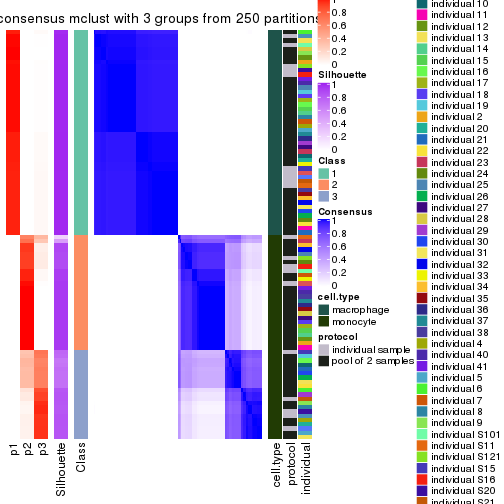 consensus mclust with 3 groups from 250 partitions
0.8
0.6
0.4
0.2
0
Silhouette
1
0.8
0.6
0.4
0.2
0
Class
1
2
3
Consensus
1
0.8
0.6
0.4
0.2
0
cell.type
macrophage
monocyte
protocol
individual sample
pool of 2 samples
individual 10
individual 11
individual 12
individual 13
individual 14
individual 15
individual 16
individual 17
individual 18
individual 19
individual 2
individual 20
individual 21
individual 22
individual 23
individual 24
individual 25
individual 26
individual 27
individual 28
individual 29
individual 30
individual 31
individual 32
individual 33
individual 34
individual 35
individual 36
individual 37
individual 38
individual 4
individual 40
individual 41
individual 5
individual 6
individual 7
individual 8
individual 9
individual S101
individual S11
individual S121
individual S15
individual S16
individual S20
individual S21
p1
p2
p3
Silhouette
Class
cell.type
protocol
individual